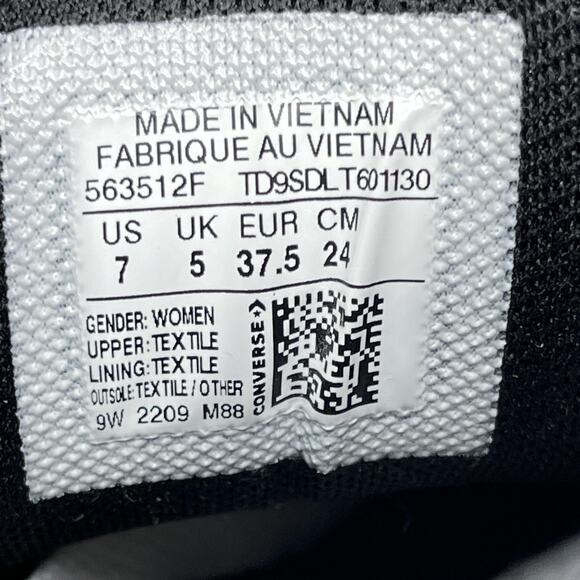 MADE IN VIETNAM
FABRIQUE AU VIETNAM
563512F TD9SDLT601130
US UK EUR CM
7 5 37.5 24
GENDER: WOMEN
UPPER: TEXTILE
LINING: TEXTILE
OUTSOLE: TEXTILE / OTHER
9W 2209 M88
CONVERSE